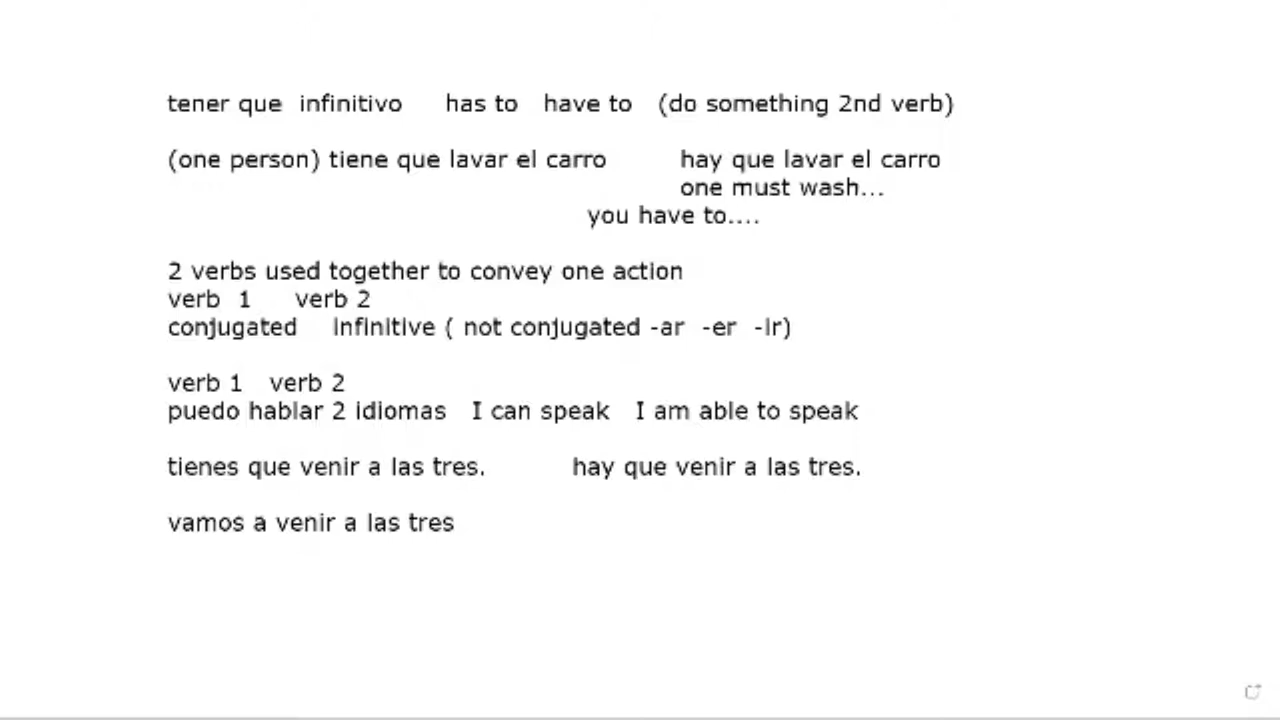 tener que infinitivo has to have to (do something 2nd verb)
(one person) tiene que lavar el carro hay que lavar el carro
one must wash...
you have to....
2 verbs used together to convey one action
verb 1 verb 2
conjugated infinitive ( not conjugated -ar -er -ir)
verb 1 verb 2
puedo hablar 2 idiomas I can speak I am able to speak
tienes que venir a las tres. hay que venir a las tres.
vamos a venir a las tres